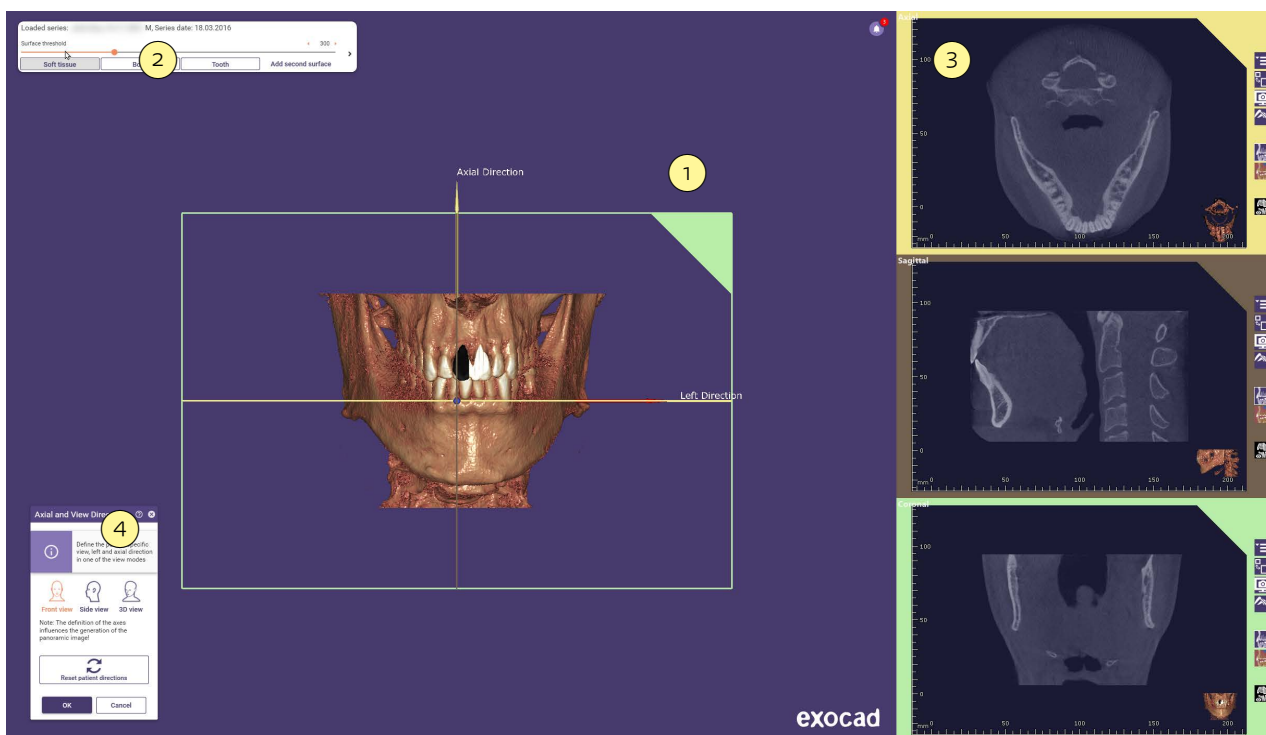 Loaded series: M, Series date: 18.03.2016
Surface threshold
300
Soft tissue Tooth Add second surface
2
3
1
Axial Direction
Left Direction
Axial and View
4
Define the
view, left and axial direction
in one of the view modes
Front view Side view 3D view
Note: The definition of the axes
influences the generation of the
panoramic image!
Reset patient directions
OK Cancel
exocad
3
Axial
100
50
0
mm 0 50 100 150 200
Sagittal
100
50
0
mm 0 50 100 150 200
Coronal
100
50
0
mm 0 50 100 150 200